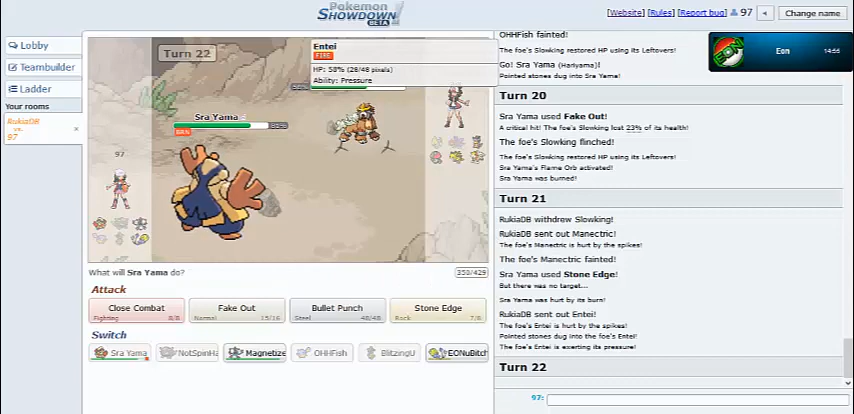 Pokemon
SHOWDOWN
BETA
[Website] [Rules] [Report bug] 97
Change name
Eon
14:55
Lobby
Teambuilder
Ladder
Your rooms
RukiaDB
vs.
97
Turn 22
Entei
FIRE
HP: 53% (26/48 pixels)
Ability: Pressure
Sra Yama
82%
BRN
97
What will Sra Yama do?
350/429
Attack
Close Combat
Fighting 8/8
Fake Out
Normal 15/16
Bullet Punch
Steel 48/48
Stone Edge
Rock 7/8
Switch
Sra Yama
NotSpinHa
Magnetize
OHHFish
BlitzingU
EONuBitch
OHHFish fainted!
The foe's Slowking restored HP using its Leftovers!
Go! Sra Yama (Hariyama)!
Pointed stones dug into Sra Yama!
Turn 20
Sra Yama used Fake Out!
A critical hit! The foe's Slowking lost 23% of its health!
The foe's Slowking flinched!
The foe's Slowking restored HP using its Leftovers!
Sra Yama's Flame Orb activated!
Sra Yama was burned!
Turn 21
RukiaDB withdrew Slowking!
RukiaDB sent out Manectric!
The foe's Manectric is hurt by the spikes!
The foe's Manectric fainted!
Sra Yama used Stone Edge!
But there was no target...
Sra Yama was hurt by its burn!
RukiaDB sent out Entei!
The foe's Entei is hurt by the spikes!
Pointed stones dug into the foe's Entei!
The foe's Entei is exerting its pressure!
Turn 22
97: